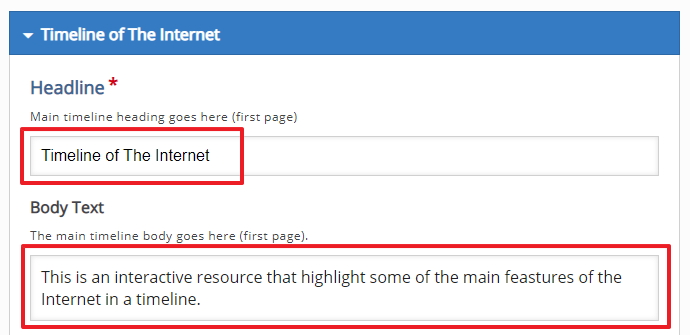 Timeline of The Internet
Headline *
Main timeline heading goes here (first page)
Timeline of The Internet
Body Text
The main timeline body goes here (first page).
This is an interactive resource that highlight some of the main feastures of the
Internet in a timeline.